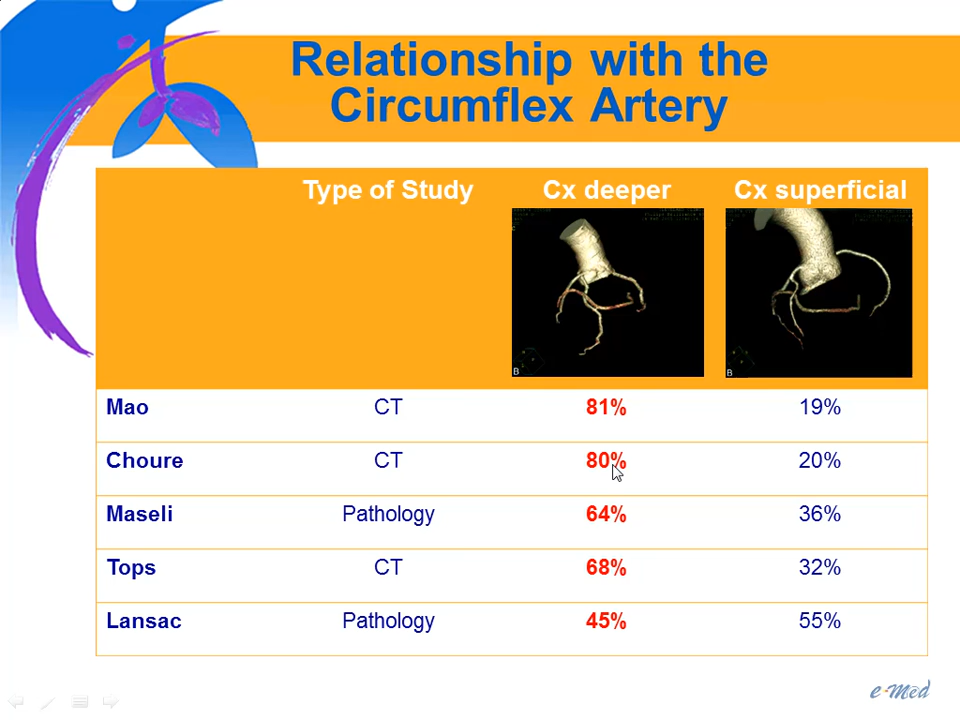 Relationship with the
Circumflex Artery
Type of Study Cx deeper Cx superficial
B B
Mao CT 81% 19%
Choure CT 80% 20%
Maseli Pathology 64% 36%
Tops CT 68% 32%
Lansac Pathology 45% 55%
e-Med